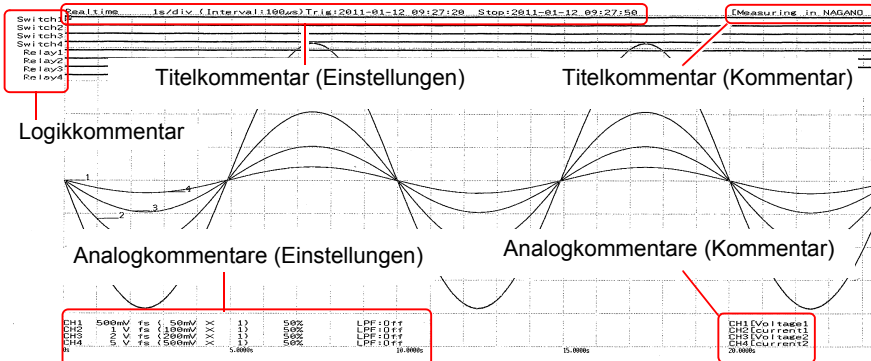 Realtime 1s/div (Interval:100µs)Trig:2011-01-12 09:27:20 Stop:2011-01-12 09:27:50 [Measuring in NAGANO
Switch1
Switch2
Switch3
Switch4
Relay1
Relay2
Relay3
Relay4
Titelkommentar (Einstellungen) Titelkommentar (Kommentar)
Logikkommentar
1
2
3
4
Analogkommentare (Einstellungen) Analogkommentare (Kommentar)
CH1 500mV fs ( 50mV X 1) 50% LPF:Off CH1[Voltage1
CH2 1 V fs (100mV X 1) 50% LPF:Off CH2[Current1
CH3 2 V fs (200mV X 1) 50% LPF:Off CH3[Voltage2
CH4 5 V fs (500mV X 1) 50% LPF:Off CH4[Current2
0s 5.0000s 10.0000s 15.0000s 20.0000s